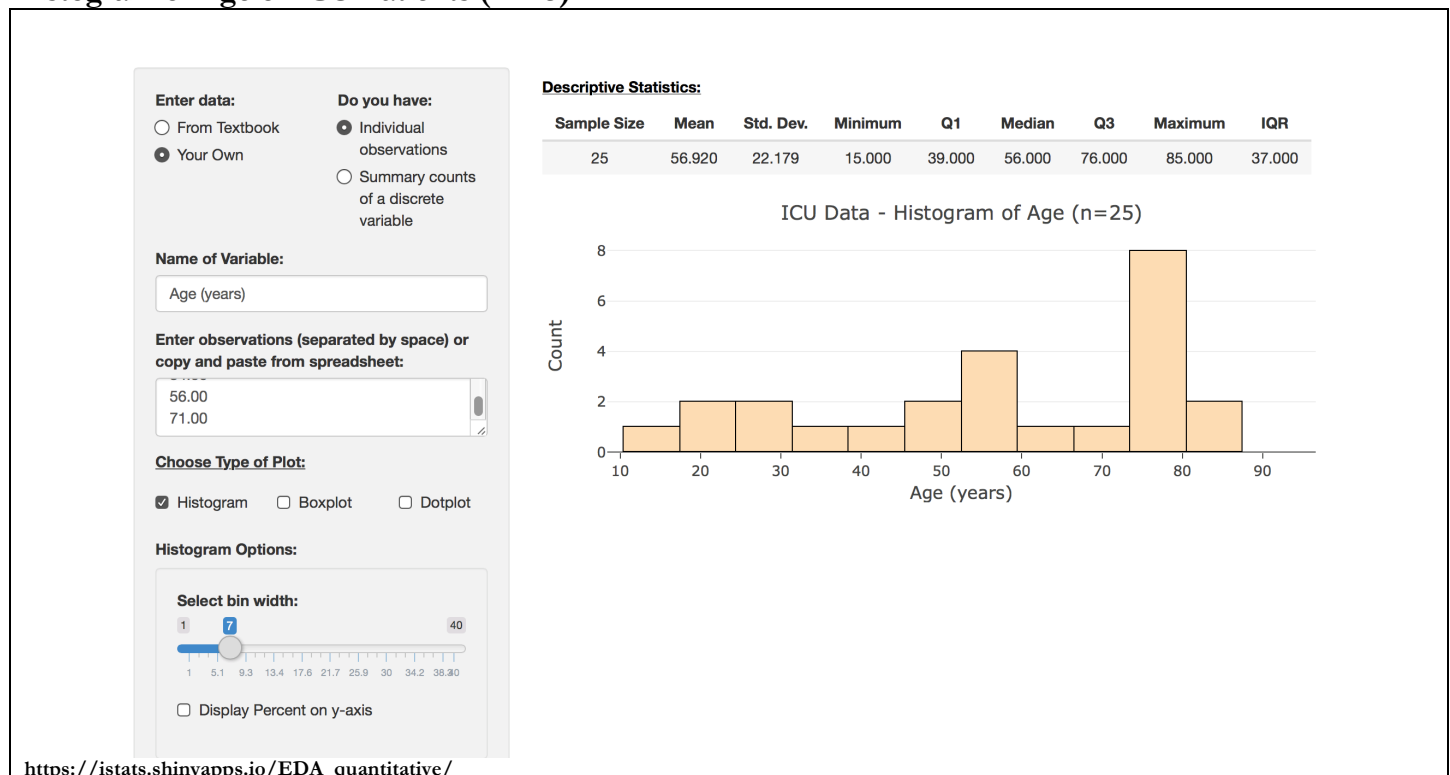 Enter data:
Do you have:
From Textbook
Your Own
Individual
observations
Summary counts
of a discrete
variable
Name of Variable:
Age (years)
Enter observations (separated by space) or
copy and paste from spreadsheet:
56.00
71.00
Choose Type of Plot:
Histogram Boxplot Dotplot
Histogram Options:
Select bin width:
1 7 40
1 5.1 9.3 13.4 17.6 21.7 25.9 30 34.2
Display Percent on y-axis
Descriptive Statistics:
Sample Size Mean Std. Dev. Minimum Q1 Median Q3 Maximum IQR
25 56.920 22.179 15.000 39.000 56.000 76.000 85.000 37.000
ICU Data - Histogram of Age (n=25)
Count
8
6
4
2
0
10 20 30 40 50 60 70 80 90
Age (years)
https://istats.shinyapps.io/EDA_quantitative/